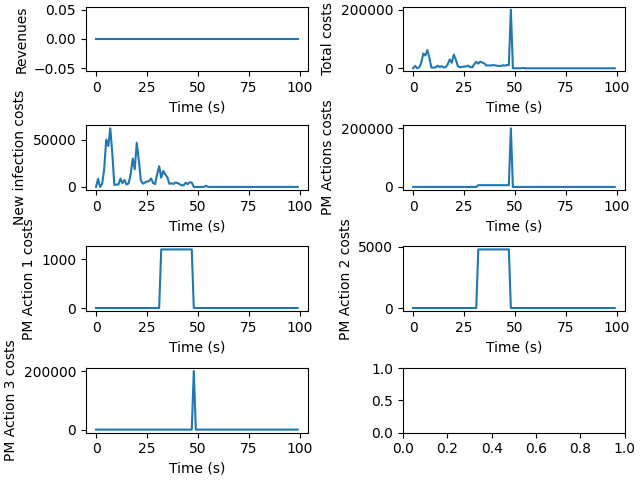 Revenues
0.05
0.00
−0.05
0 25 50 75 100
Time (s)
Total costs
200000
0
0 25 50 75 100
Time (s)
New infection costs
50000
0
0 25 50 75 100
Time (s)
PM Actions costs
200000
0
0 25 50 75 100
Time (s)
PM Action 1 costs
1000
0
0 25 50 75 100
Time (s)
PM Action 2 costs
5000
0
0 25 50 75 100
Time (s)
PM Action 3 costs
200000
0
0 25 50 75 100
Time (s)
1.0
0.5
0.0
0.0 0.2 0.4 0.6 0.8 1.0